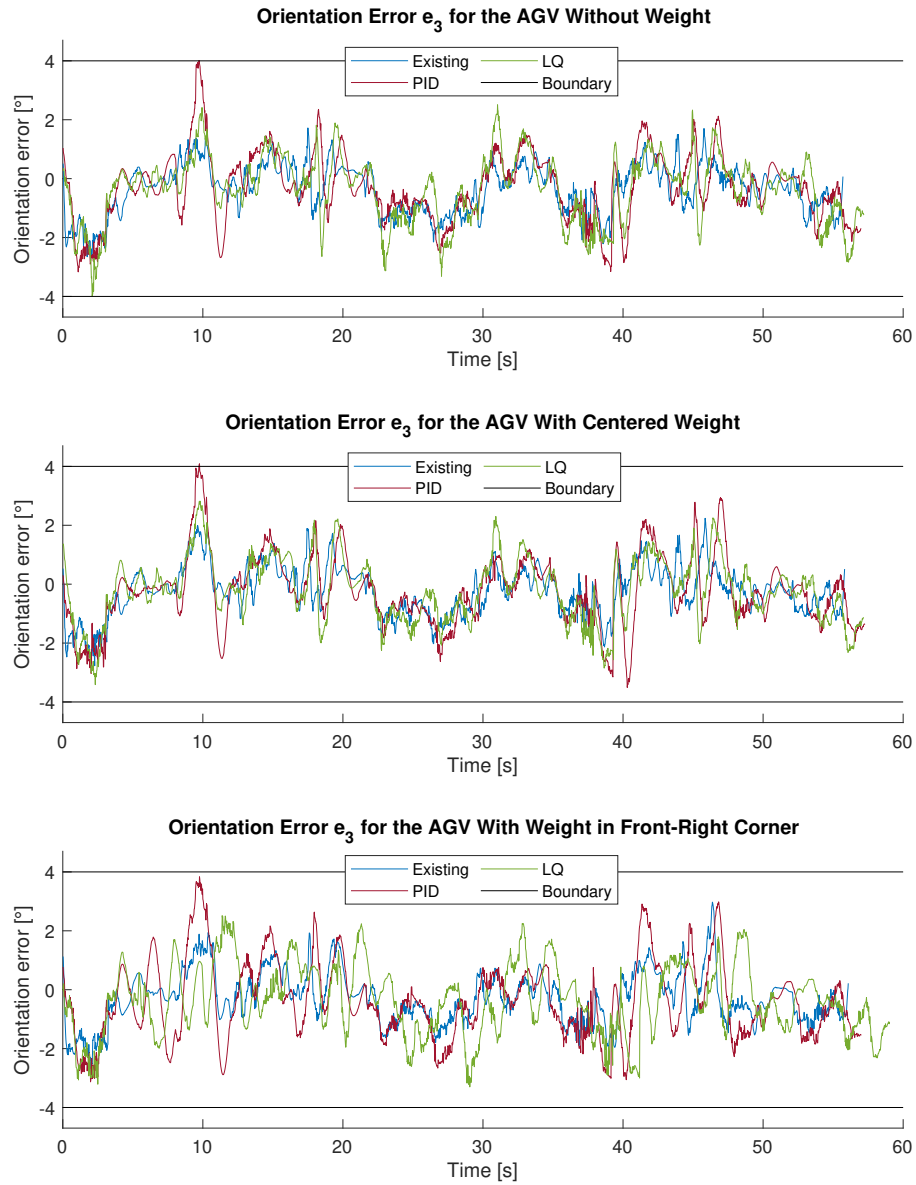 Orientation Error e3 for the AGV Without Weight
Existing LQ
PID Boundary
Orientation error [°]
4
2
0
-2
-4
0 10 20 30 40 50 60
Time [s]
Orientation Error e3 for the AGV With Centered Weight
Existing LQ
PID Boundary
Orientation error [°]
4
2
0
-2
-4
0 10 20 30 40 50 60
Time [s]
Orientation Error e3 for the AGV With Weight in Front-Right Corner
Existing LQ
PID Boundary
Orientation error [°]
4
2
0
-2
-4
0 10 20 30 40 50 60
Time [s]